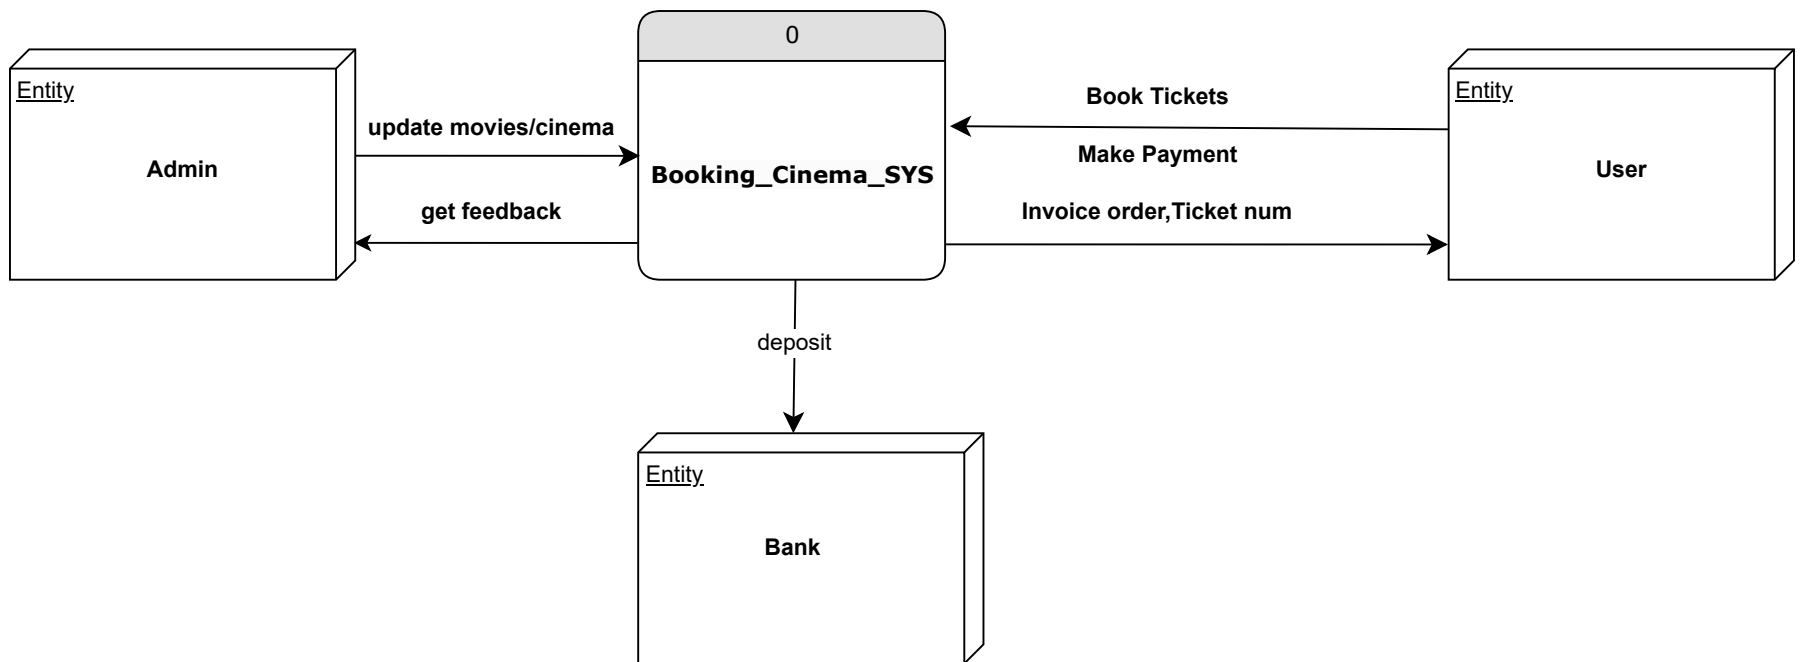 0
Entity
Admin
update movies/cinema
get feedback
Booking_Cinema_SYS
Book Tickets
Make Payment
Invoice order,Ticket num
Entity
User
deposit
Entity
Bank